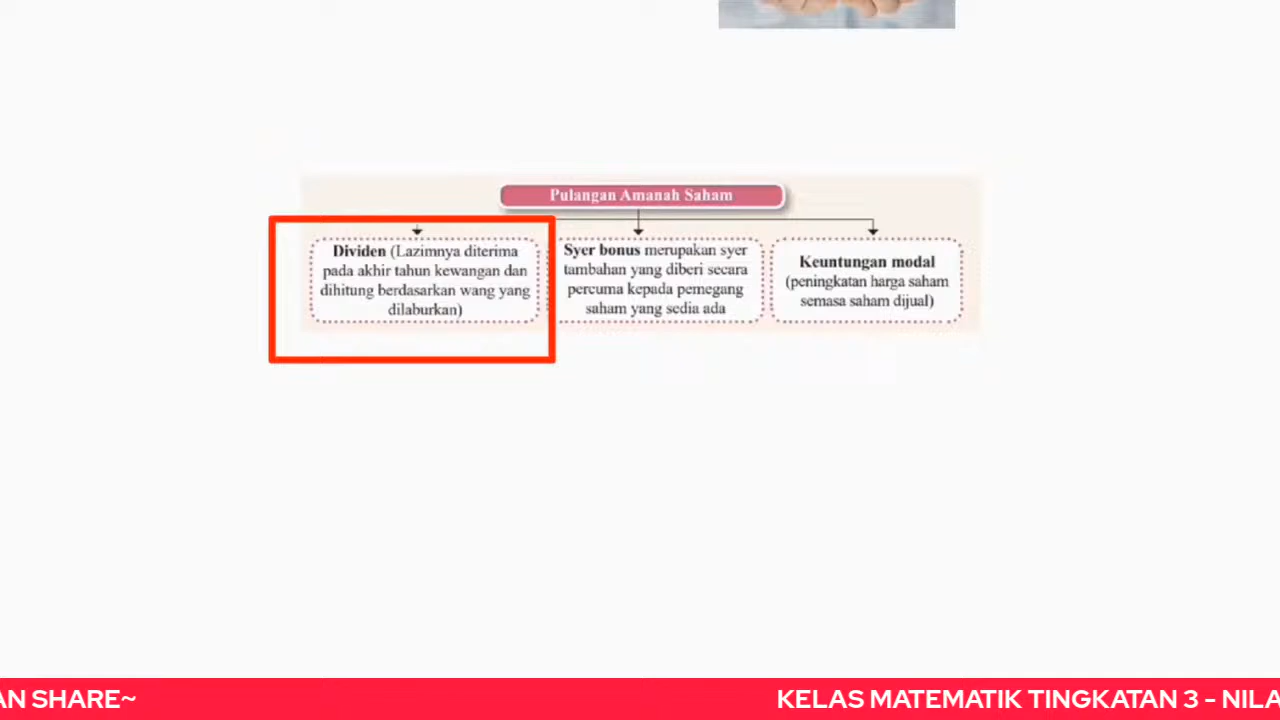 Pulangan Amanah Saham
Dividen (Lazimnya diterima
pada akhir tahun kewangan dan
dihitung berdasarkan wang yang
dilaburkan)
Syer bonus merupakan syer
tambahan yang diberi secara
percuma kepada pemegang
saham yang sedia ada
Keuntungan modal
(peningkatan harga saham
semasa saham dijual)
AN SHARE~
KELAS MATEMATIK TINGKATAN 3 - NILA